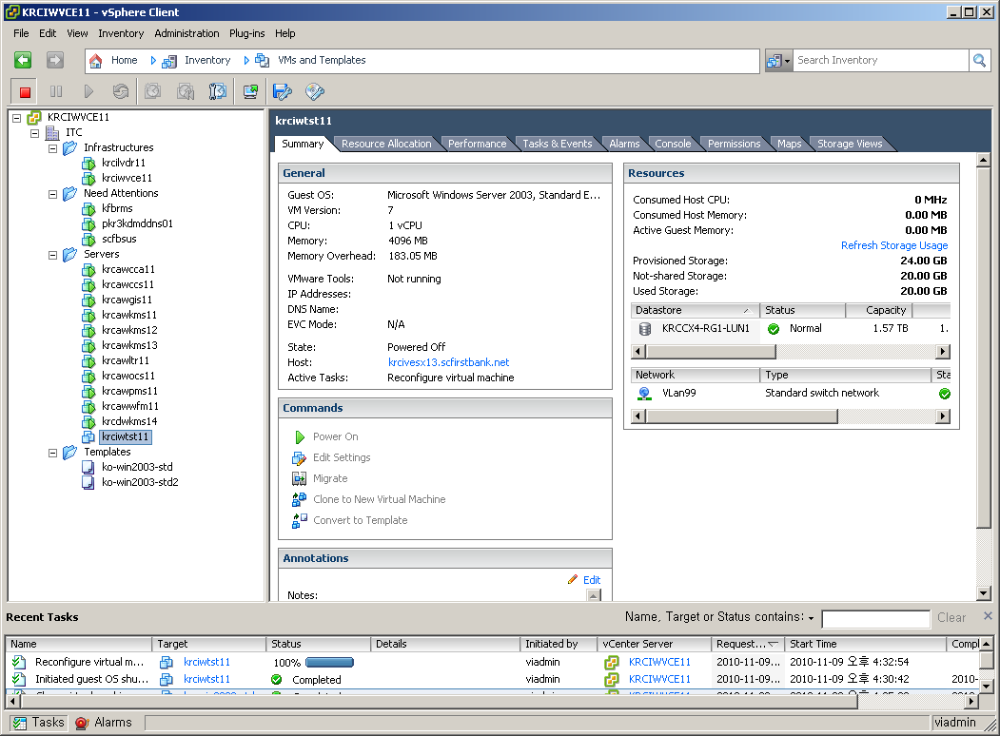 KRCIWVCE11 - vSphere Client
File Edit View Inventory Administration Plug-ins Help
Home Inventory VMs and Templates Search Inventory
KRCIWVCE11
ITC
Infrastructures
krcilvdr11
krciwvce11
Need Attentions
kfbrms
pkr3kdmddns01
scfbsus
Servers
krcawcca11
krcawccs11
krcawgis11
krcawkms11
krcawkms12
krcawkms13
krcawltr11
krcawocs11
krcawpms11
krcawwfm11
krcdwkms14
krciwtst11
Templates
ko-win2003-std
ko-win2003-std2
krciwtst11
Summary Resource Allocation Performance Tasks & Events Alarms Console Permissions Maps Storage Views
General
Guest OS: Microsoft Windows Server 2003, Standard E...
VM Version: 7
CPU: 1 vCPU
Memory: 4096 MB
Memory Overhead: 183.05 MB
VMware Tools: Not running
IP Addresses:
DNS Name:
EVC Mode: N/A
State: Powered Off
Host: krcivesx13.scfirstbank.net
Active Tasks: Reconfigure virtual machine
Commands
Power On
Edit Settings
Migrate
Clone to New Virtual Machine
Convert to Template
Annotations
Edit
Notes:
Resources
Consumed Host CPU: 0 MHz
Consumed Host Memory: 0.00 MB
Active Guest Memory: 0.00 MB
Refresh Storage Usage
Provisioned Storage: 24.00 GB
Not-shared Storage: 20.00 GB
Used Storage: 20.00 GB
Datastore Status Capacity
KRCCX4-RG1-LUN1 Normal 1.57 TB 1.
Network Type Sta
VLan99 Standard switch network
Recent Tasks Name, Target or Status contains: Clear
Name Target Status Details Initiated by vCenter Server Request... Start Time Compl
Reconfigure virtual m... krciwtst11 100% viadmin KRCIWVCE11 2010-11-09... 2010-11-09 오후 4:32:54
Initiated guest OS shu... krciwtst11 Completed viadmin KRCIWVCE11 2010-11-09... 2010-11-09 오후 4:30:42 2010-
Tasks Alarms viadmin